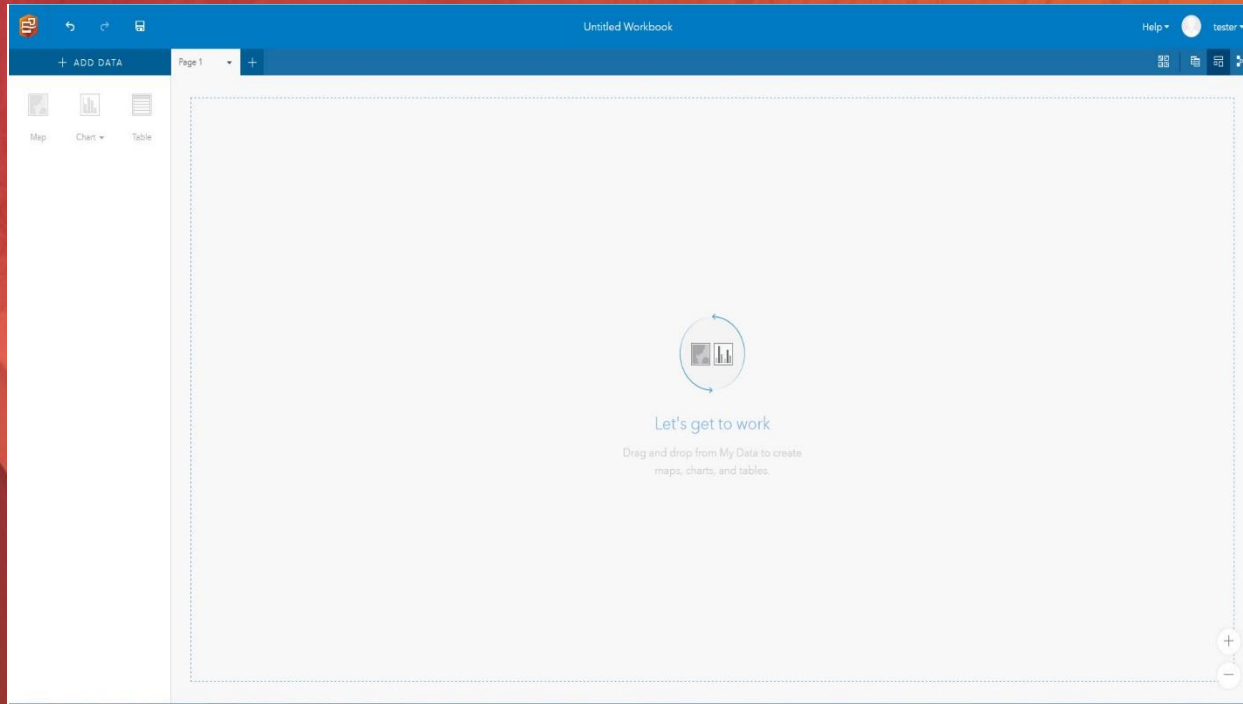 Untitled Workbook
Help
tester
+ ADD DATA
Page 1
+
Map
Chart
Table
Let's get to work
Drag and drop from My Data to create
maps, charts, and tables.
+
−